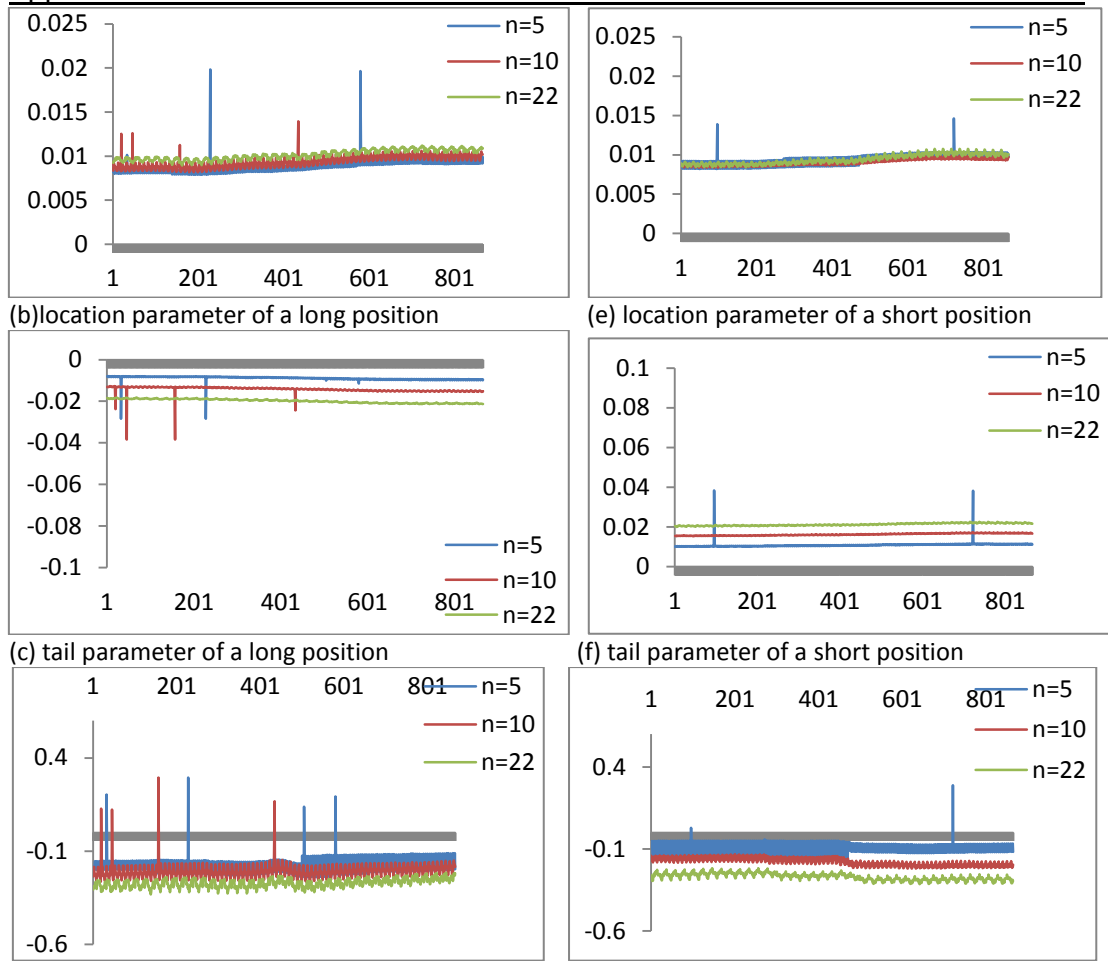 0.025
0.02
0.015
0.01
0.005
0
1 201 401 601 801
n=5
n=10
n=22
0.025
0.02
0.015
0.01
0.005
0
1 201 401 601 801
n=5
n=10
n=22
(b)location parameter of a long position
(e) location parameter of a short position
0
-0.02
-0.04
-0.06
-0.08
-0.1
1 201 401 601 801
n=5
n=10
n=22
0.1
0.08
0.06
0.04
0.02
0
1 201 401 601 801
n=5
n=10
n=22
(c) tail parameter of a long position
(f) tail parameter of a short position
1 201 401 601 801
0.4
-0.1
-0.6
n=5
n=10
n=22
1 201 401 601 801
0.4
-0.1
-0.6
n=5
n=10
n=22